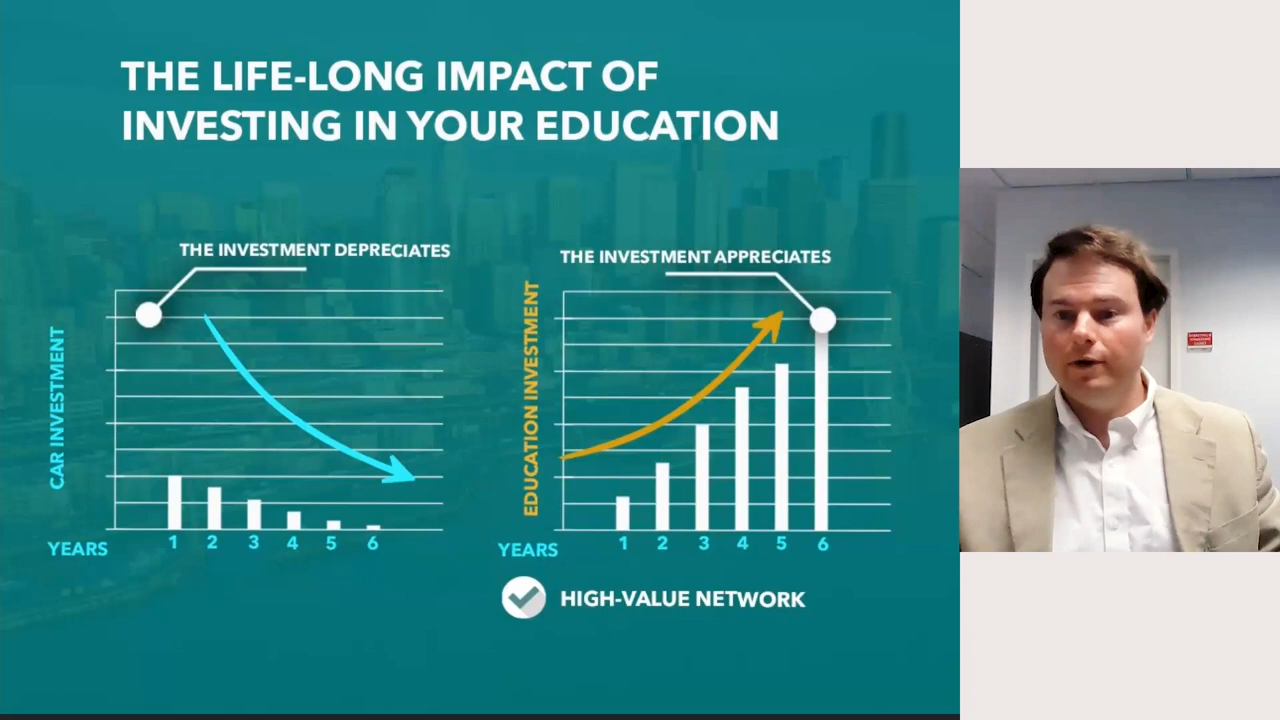 THE LIFE-LONG IMPACT OF
INVESTING IN YOUR EDUCATION
THE INVESTMENT DEPRECIATES
CAR INVESTMENT
YEARS
1 2 3 4 5 6
THE INVESTMENT APPRECIATES
EDUCATION INVESTMENT
YEARS
1 2 3 4 5 6
HIGH-VALUE NETWORK